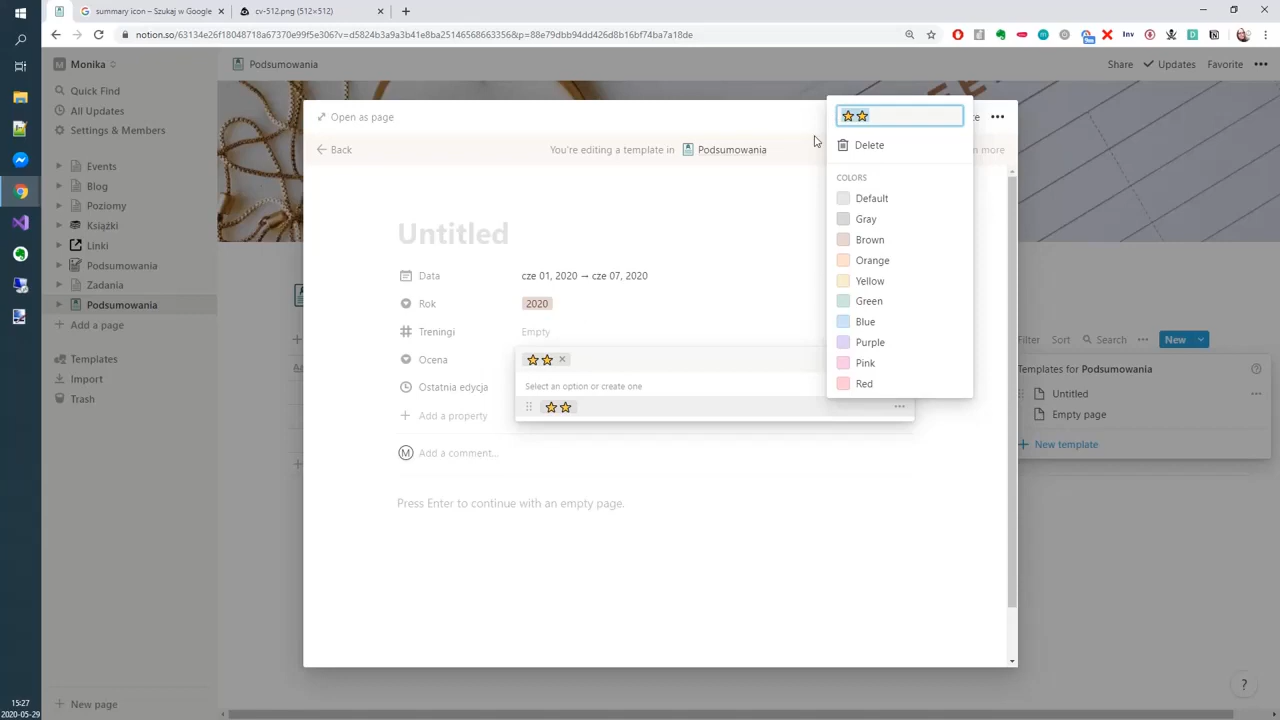 summary icon – Szukaj w Google
cv-512.png (512×512)
notion.so/63134e26f18048718a67370e99f5e306?v=d5824b3a9a3b41e8ba251465686633568&p=88e79dbb94dd426d8b16bf74ba7a18de
M Monika
Quick Find
All Updates
Settings & Members
Events
Blog
Poziomy
Książki
Linki
Podsumowania
Zadania
Podsumowania
Add a page
Templates
Import
Trash
New page
15:27
2020-05-29
Podsumowania
Share
Updates
Favorite
Open as page
Back
You're editing a template in Podsumowania
Untitled
Data cze 01, 2020 → cze 07, 2020
Rok 2020
Treningi Empty
Ocena ⭐⭐ ×
Ostatnia edycja
Select an option or create one
⭐⭐
Add a property
M Add a comment...
Press Enter to continue with an empty page.
⭐⭐
Delete
COLORS
Default
Gray
Brown
Orange
Yellow
Green
Blue
Purple
Pink
Red
Sort
Search
New
Templates for Podsumowania
Untitled
Empty page
New template
?